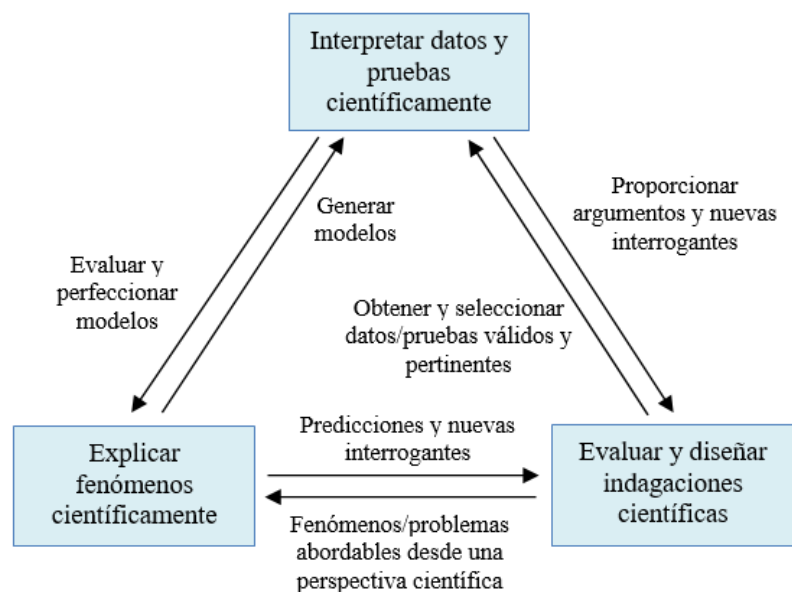 Interpretar datos y
pruebas
científicamente
Generar
modelos
Proporcionar
argumentos y nuevas
interrogantes
Evaluar y
perfeccionar
modelos
Obtener y seleccionar
datos/pruebas válidos y
pertinentes
Explicar
fenómenos
científicamente
Predicciones y nuevas
interrogantes
Evaluar y diseñar
indagaciones
científicas
Fenómenos/problemas
abordables desde una
perspectiva científica